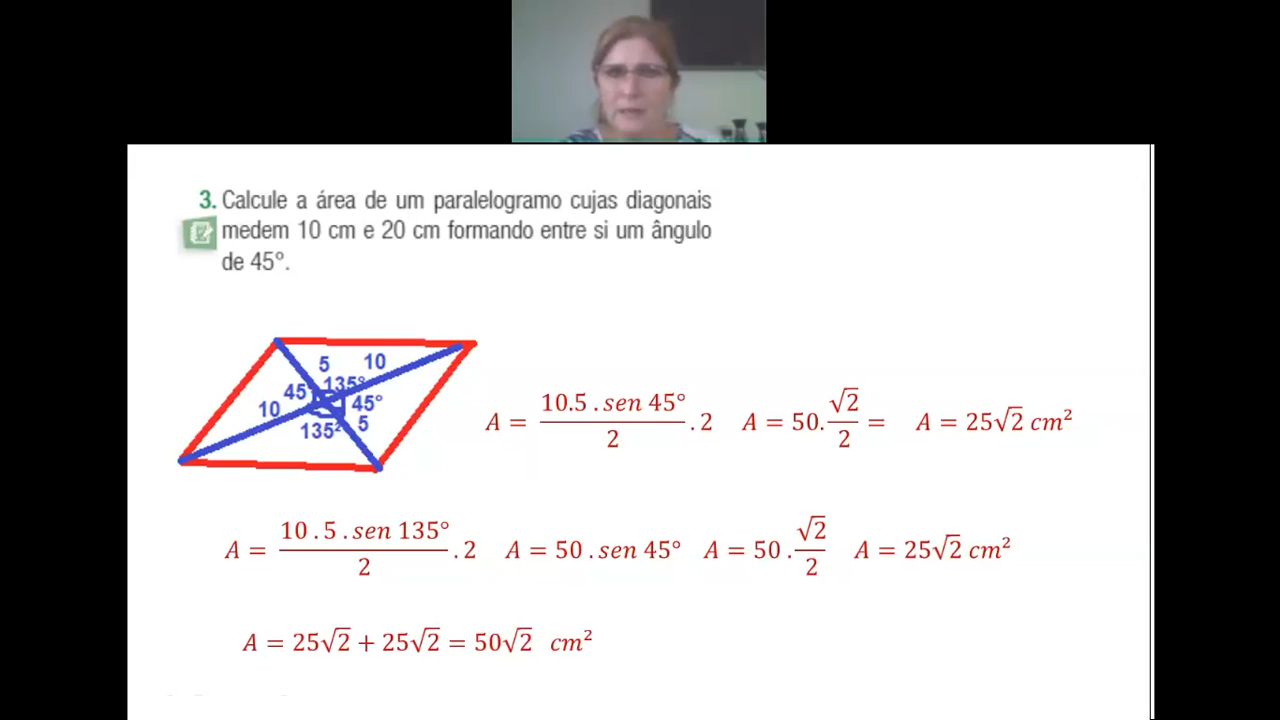 3. Calcule a área de um paralelogramo cujas diagonais
medem 10 cm e 20 cm formando entre si um ângulo
de 45°.
5 10
45° 135°
10 45°
135° 5
A = 10.5 . sen 45° / 2 . 2 A = 50. √2 / 2 = A = 25√2 cm²
A = 10 . 5 . sen 135° / 2 . 2 A = 50 . sen 45° A = 50 . √2 / 2 A = 25√2 cm²
A = 25√2 + 25√2 = 50√2 cm²